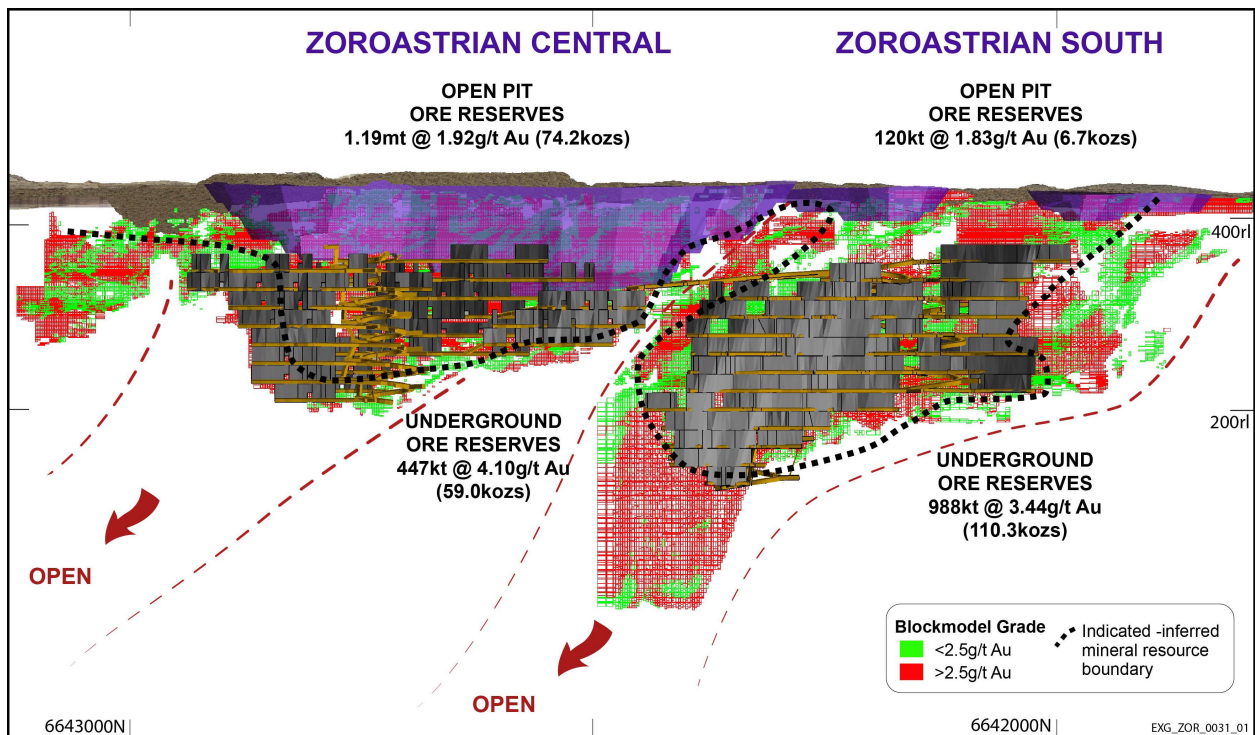 ZOROASTRIAN CENTRAL
ZOROASTRIAN SOUTH
OPEN PIT
ORE RESERVES
1.19mt @ 1.92g/t Au (74.2kozs)
OPEN PIT
ORE RESERVES
120kt @ 1.83g/t Au (6.7kozs)
400rl
200rl
UNDERGROUND
ORE RESERVES
447kt @ 4.10g/t Au
(59.0kozs)
UNDERGROUND
ORE RESERVES
988kt @ 3.44g/t Au
(110.3kozs)
OPEN
OPEN
Blockmodel Grade
<2.5g/t Au
>2.5g/t Au
Indicated -inferred
mineral resource
boundary
6643000N
6642000N
EXG_ZOR_0031_01